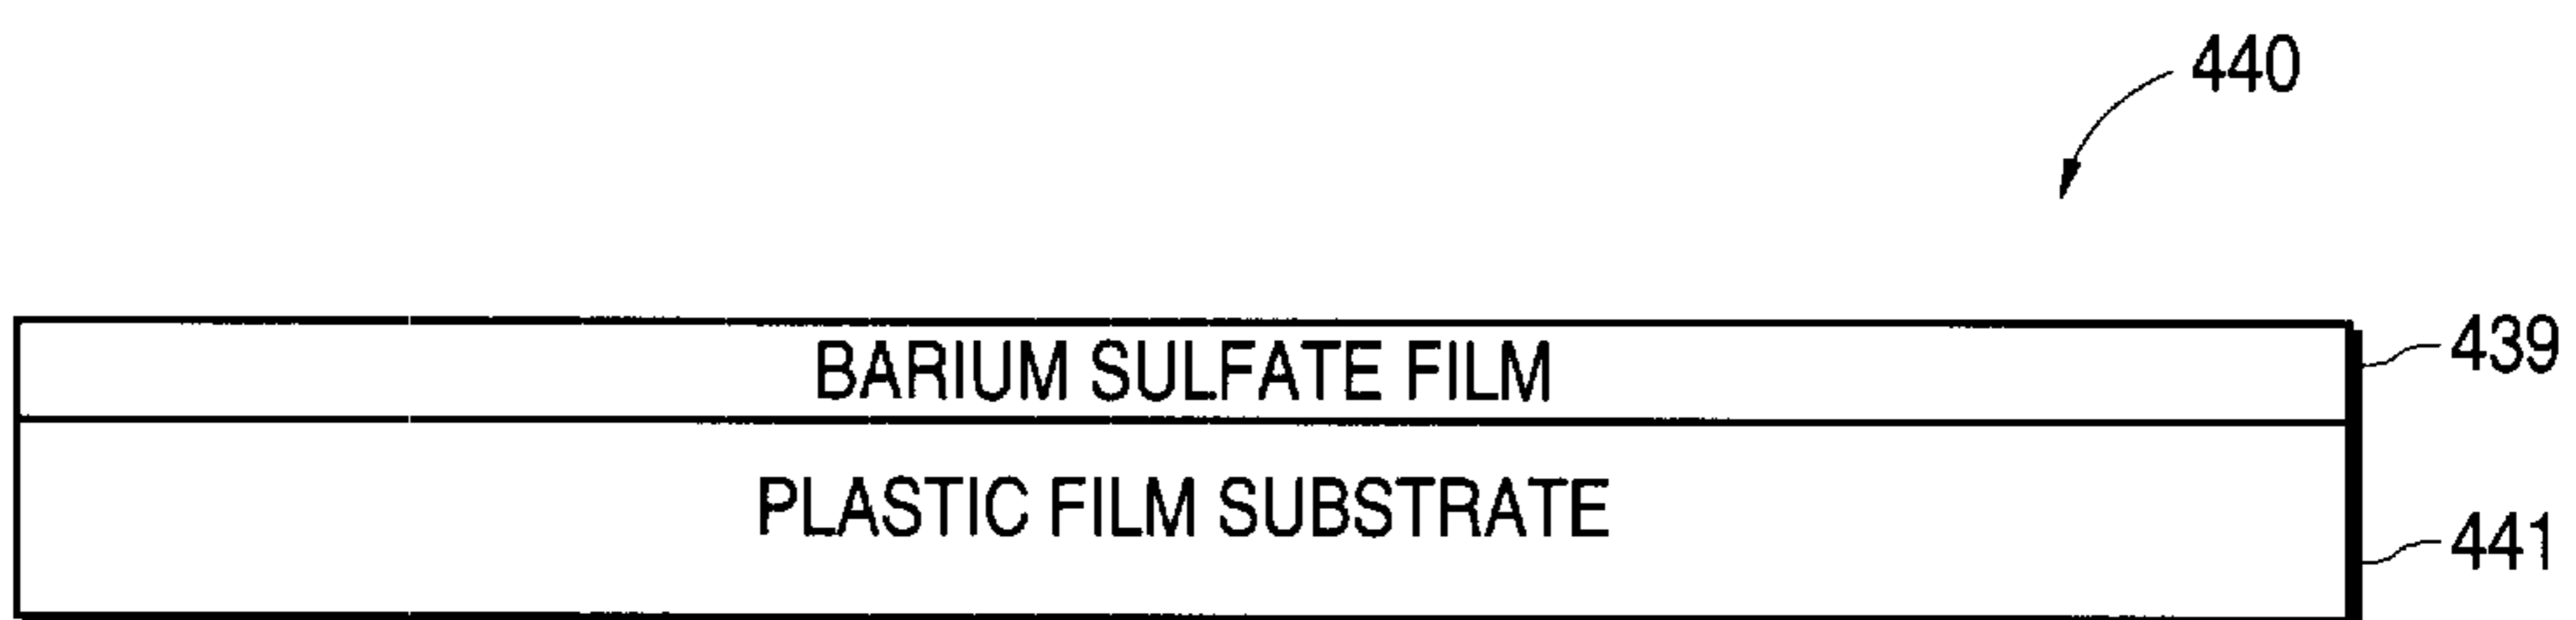 440
BARIUM SULFATE FILM
439
PLASTIC FILM SUBSTRATE
441